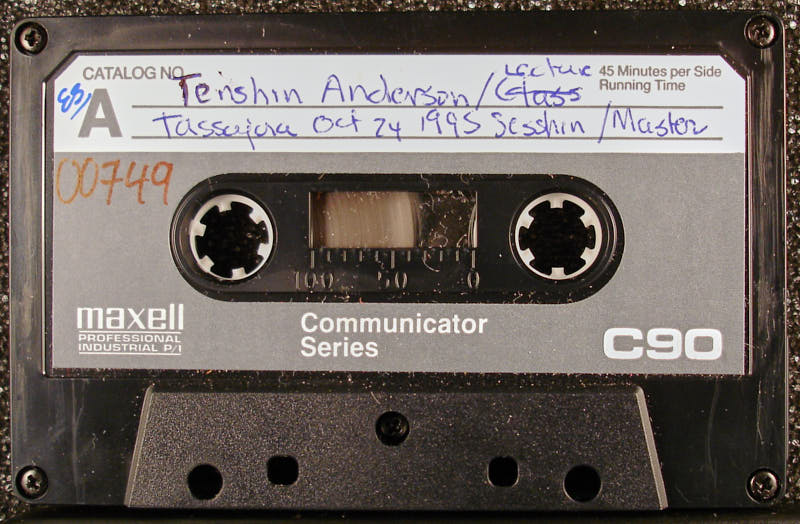 CATALOG NO.
Tenshin Anderson/Class Lecture
45 Minutes per Side
Running Time
A
Tassajara Oct 24 1995 Sesshin/Master
00749
100 50 0
maxell
PROFESSIONAL
INDUSTRIAL P/I
Communicator
Series
C90